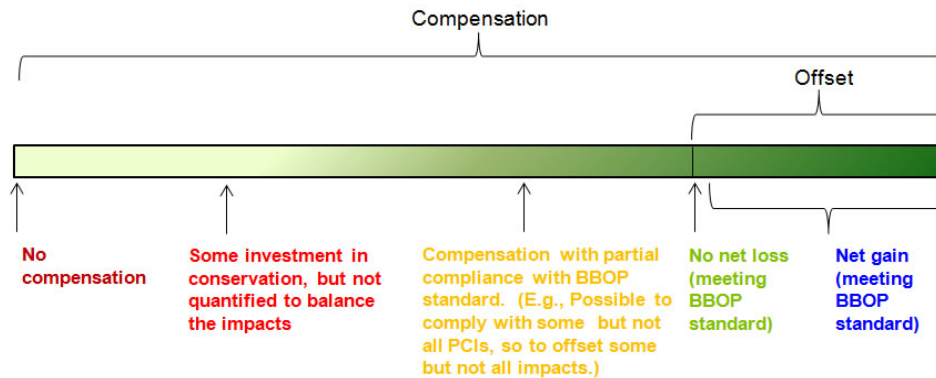 Compensation
Offset
No
compensation
Some investment in
conservation, but not
quantified to balance
the impacts
Compensation with partial
compliance with BBOP
standard. (E.g., Possible to
comply with some but not
all PCIs, so to offset some
but not all impacts.)
No net loss
(meeting
BBOP
standard)
Net gain
(meeting
BBOP
standard)